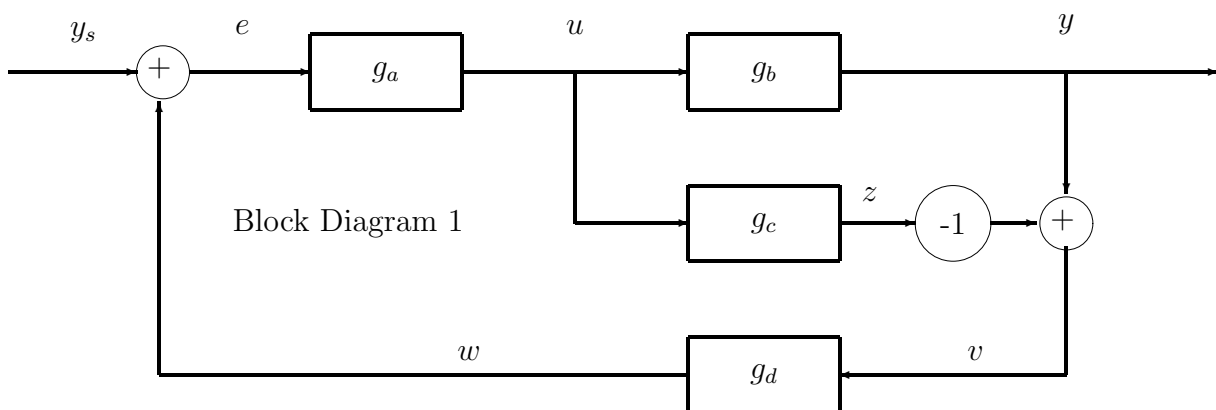 y_s
e
u
y
+
g_a
g_b
Block Diagram 1
g_c
z
-1
+
w
g_d
v